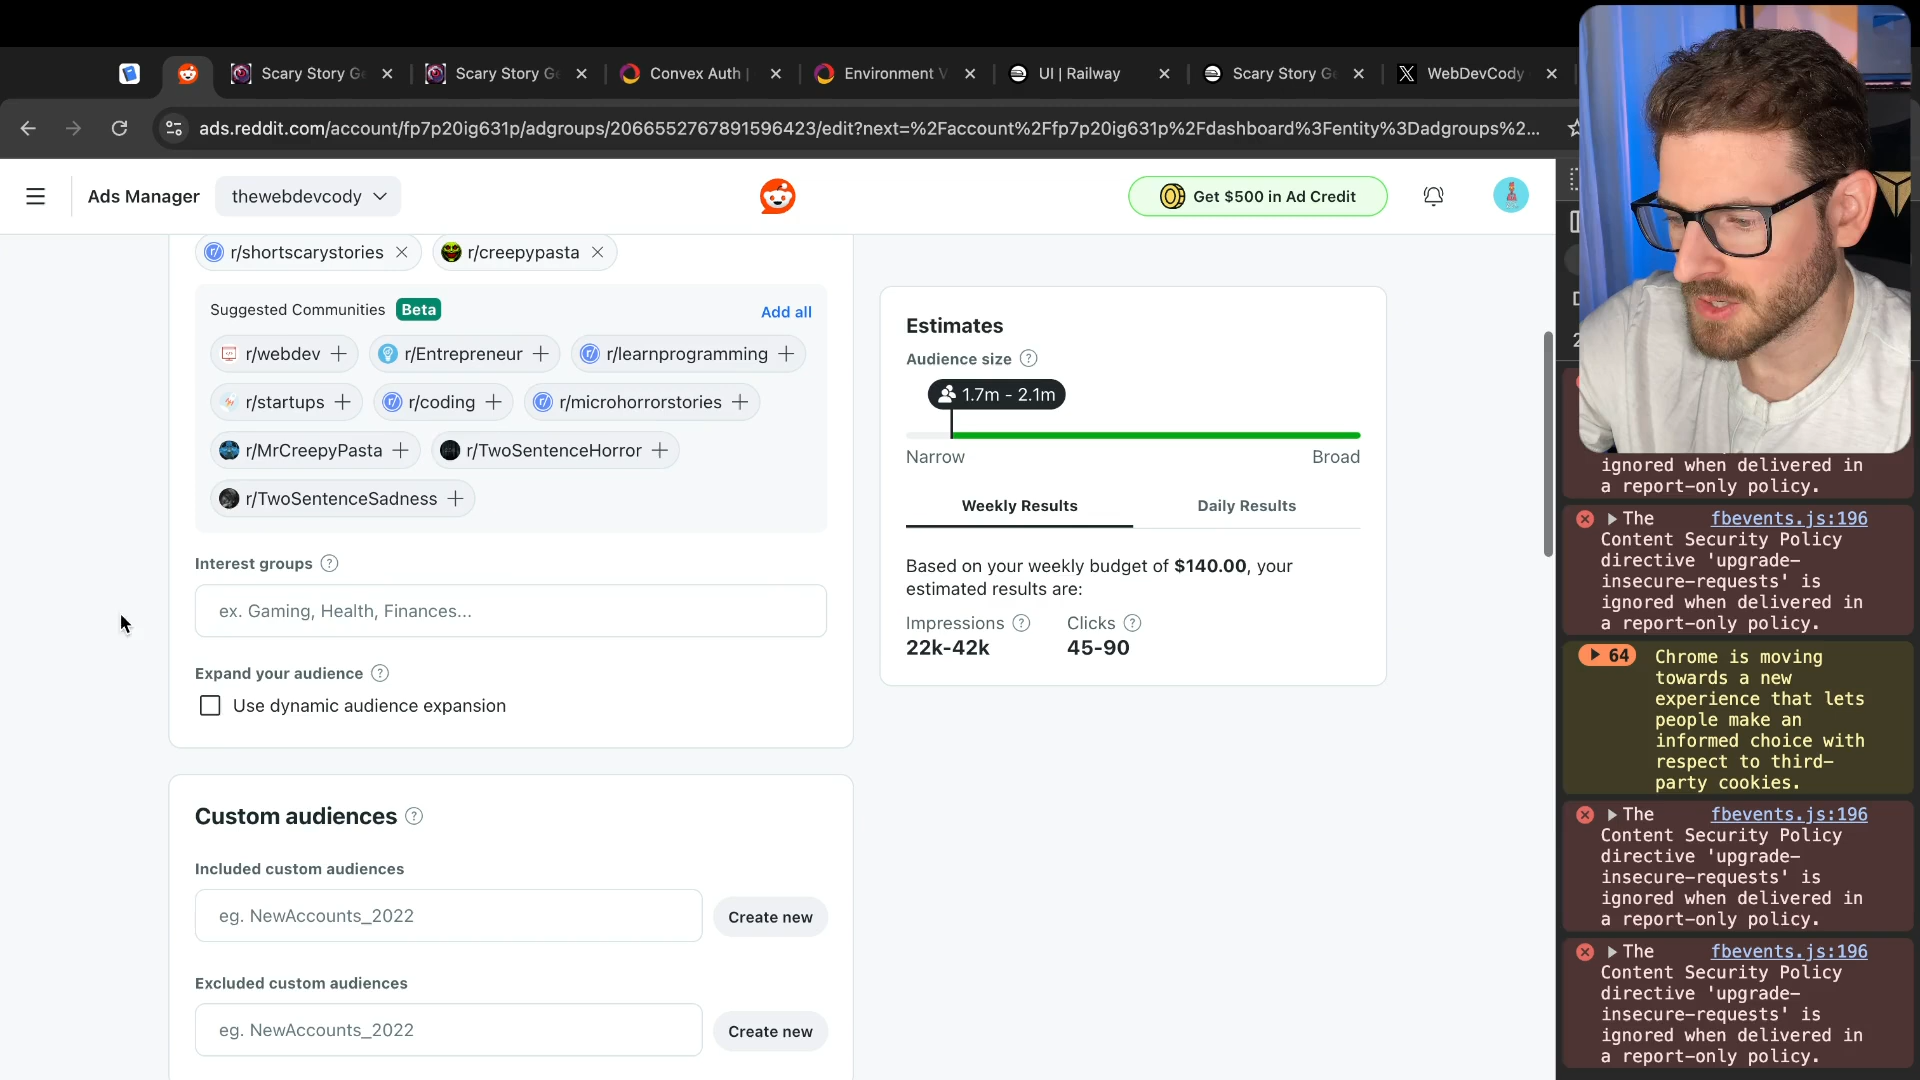 Scary Story Ge
Scary Story Ge
Convex Auth |
Environment V
UI | Railway
Scary Story Ge
WebDevCody
ads.reddit.com/account/fp7p20ig631p/adgroups/2066552767891596423/edit?next=%2Faccount%2Ffp7p20ig631p%2Fdashboard%3Fentity%3Dadgroups%2...
Ads Manager
thewebdevcody
Get $500 in Ad Credit
r/shortscarystories
r/creepypasta
Suggested Communities Beta
Add all
r/webdev
r/Entrepreneur
r/learnprogramming
r/startups
r/coding
r/microhorrorstories
r/MrCreepyPasta
r/TwoSentenceHorror
r/TwoSentenceSadness
Interest groups
ex. Gaming, Health, Finances...
Expand your audience
Use dynamic audience expansion
Custom audiences
Included custom audiences
eg. NewAccounts_2022
Create new
Excluded custom audiences
eg. NewAccounts_2022
Create new
Estimates
Audience size
1.7m - 2.1m
Narrow
Broad
Weekly Results
Daily Results
Based on your weekly budget of $140.00, your
estimated results are:
Impressions
Clicks
22k-42k
45-90
ignored when delivered in
a report-only policy.
The fbevents.js:196
Content Security Policy
directive 'upgrade-
insecure-requests' is
ignored when delivered in
a report-only policy.
64
Chrome is moving
towards a new
experience that lets
people make an
informed choice with
respect to third-
party cookies.
The fbevents.js:196
Content Security Policy
directive 'upgrade-
insecure-requests' is
ignored when delivered in
a report-only policy.
The fbevents.js:196
Content Security Policy
directive 'upgrade-
insecure-requests' is
ignored when delivered in
a report-only policy.